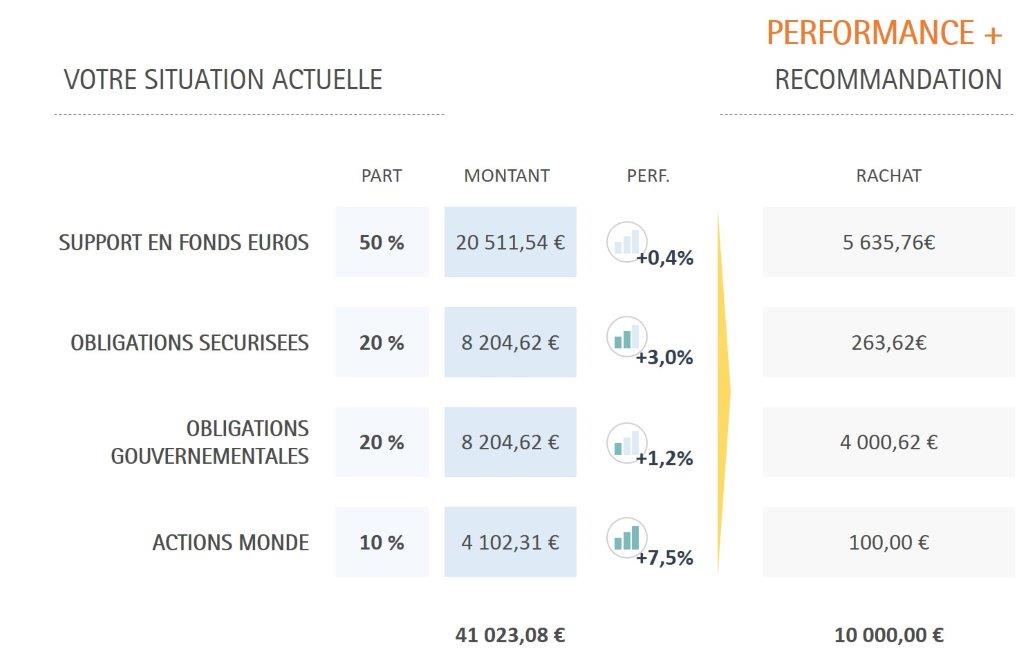 PERFORMANCE +
VOTRE SITUATION ACTUELLE
RECOMMANDATION
PART MONTANT PERF. RACHAT
SUPPORT EN FONDS EUROS 50 % 20 511,54 € +0,4% 5 635,76€
OBLIGATIONS SECURISEES 20 % 8 204,62 € +3,0% 263,62€
OBLIGATIONS
GOUVERNEMENTALES 20 % 8 204,62 € +1,2% 4 000,62 €
ACTIONS MONDE 10 % 4 102,31 € +7,5% 100,00 €
41 023,08 € 10 000,00 €